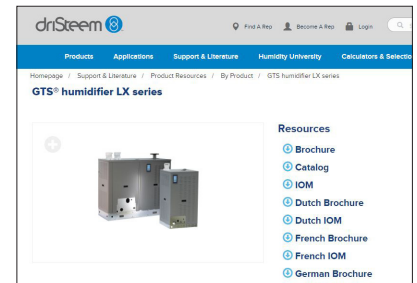 driSteem
Find A Rep Become A Rep Login
Products Applications Support & Literature Humidity University Calculators & Selectio
Homepage / Support & Literature / Product Resources / By Product / GTS humidifier LX series
GTS® humidifier LX series
Resources
Brochure
Catalog
IOM
Dutch Brochure
Dutch IOM
French Brochure
French IOM
German Brochure